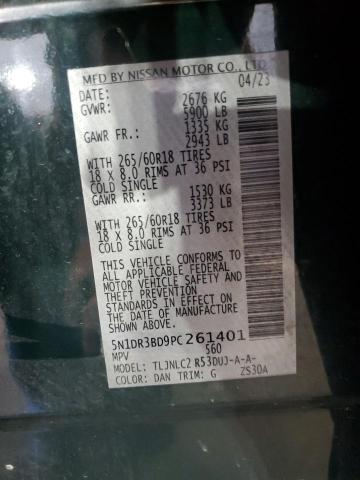 MFD BY NISSAN MOTOR CO., LTD.
DATE: 04/23
GVWR: 2676 KG
5900 LB
GAWR FR.: 1335 KG
2943 LB
WITH 265/60R18 TIRES
18 X 8.0 RIMS AT 36 PSI
COLD SINGLE
GAWR RR.: 1530 KG
3373 LB
WITH 265/60R18 TIRES
18 X 8.0 RIMS AT 36 PSI
COLD SINGLE
THIS VEHICLE CONFORMS TO
ALL APPLICABLE FEDERAL
MOTOR VEHICLE SAFETY AND
THEFT PREVENTION
STANDARDS IN EFFECT ON
THE DATE OF MANUFACTURE
SHOWN ABOVE.
5N1DR3BD9PC261401
MPV S60
MODEL: TLJNLC2 R53DUJ-A-A-
COLOR: DAN TRIM: G ZS30A